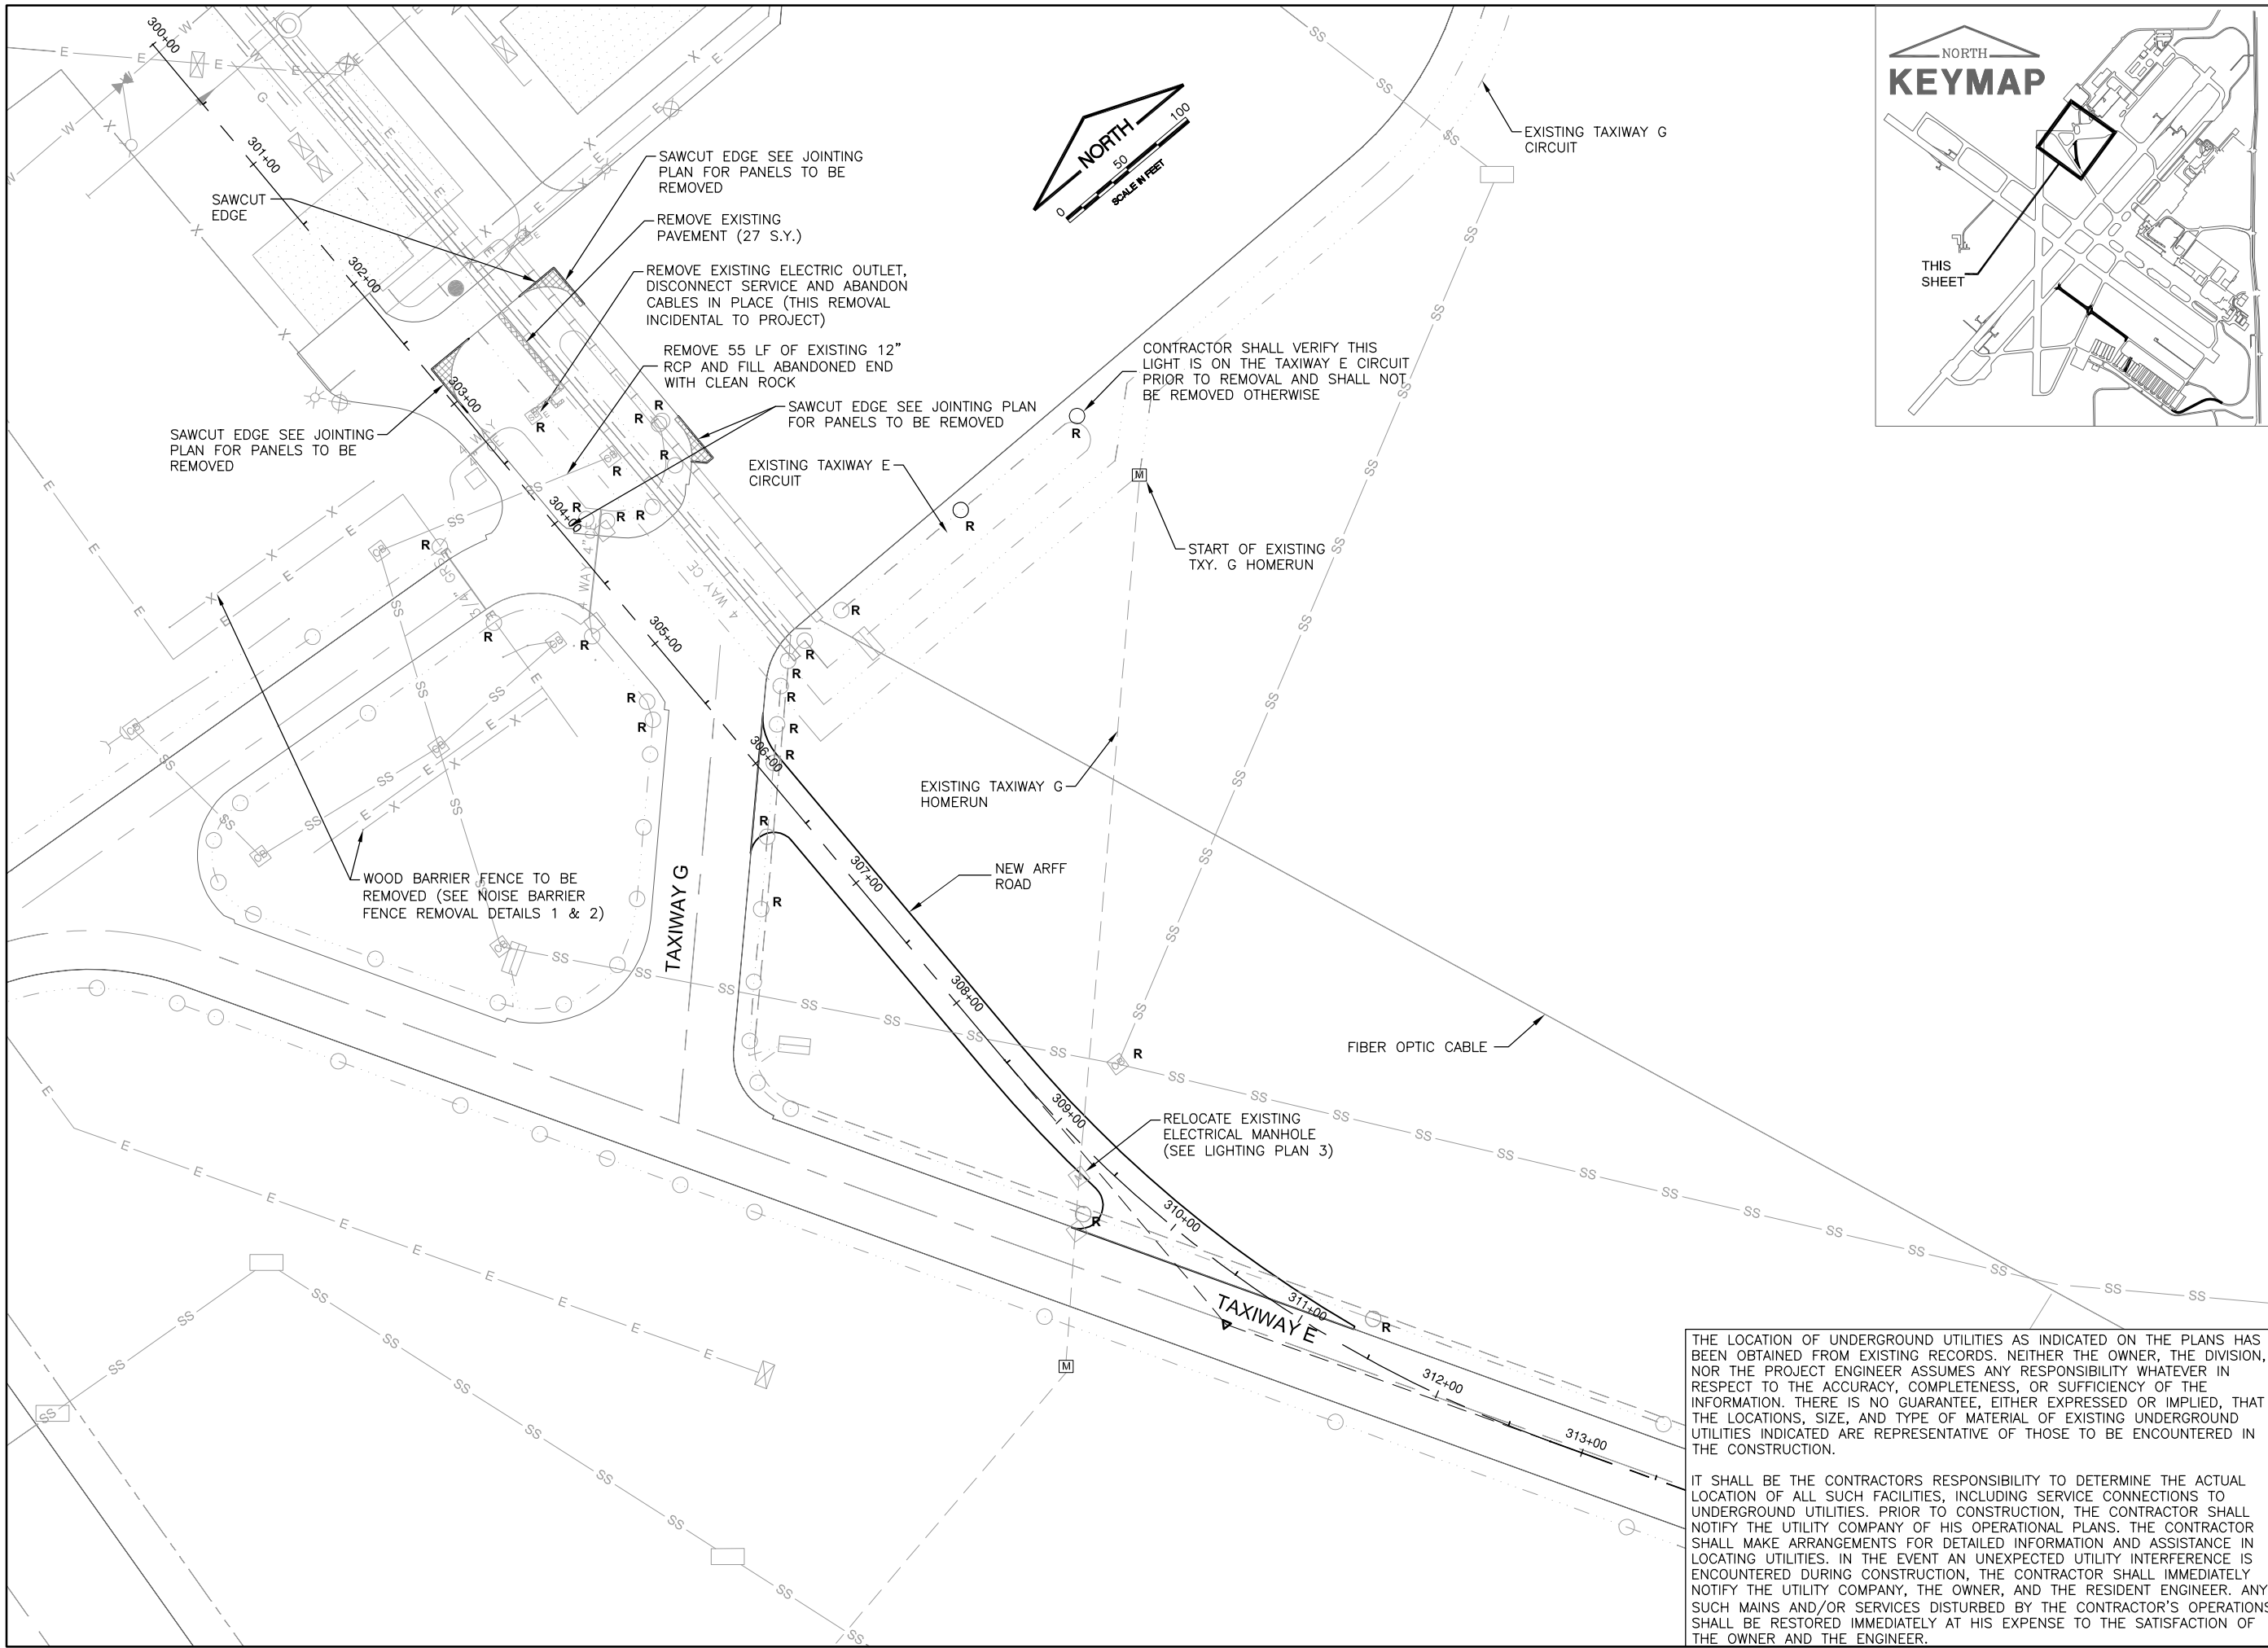 300+00
301+00
302+00
303+00
304+00
305+00
306+00
307+00
308+00
309+00
310+00
311+00
312+00
313+00
SAWCUT
EDGE
SAWCUT EDGE SEE JOINTING
PLAN FOR PANELS TO BE
REMOVED
REMOVE EXISTING
PAVEMENT (27 S.Y.)
REMOVE EXISTING ELECTRIC OUTLET,
DISCONNECT SERVICE AND ABANDON
CABLES IN PLACE (THIS REMOVAL
INCIDENTAL TO PROJECT)
REMOVE 55 LF OF EXISTING 12"
RCP AND FILL ABANDONED END
WITH CLEAN ROCK
SAWCUT EDGE SEE JOINTING PLAN
FOR PANELS TO BE REMOVED
SAWCUT EDGE SEE JOINTING
PLAN FOR PANELS TO BE
REMOVED
NORTH
0 50 100
SCALE IN FEET
EXISTING TAXIWAY G
CIRCUIT
CONTRACTOR SHALL VERIFY THIS
LIGHT IS ON THE TAXIWAY E CIRCUIT
PRIOR TO REMOVAL AND SHALL NOT
BE REMOVED OTHERWISE
EXISTING TAXIWAY E
CIRCUIT
START OF EXISTING
TXY. G HOMERUN
4 WAY CE
EXISTING TAXIWAY G
HOMERUN
NEW ARFF
ROAD
WOOD BARRIER FENCE TO BE
REMOVED (SEE NOISE BARRIER
FENCE REMOVAL DETAILS 1 & 2)
TAXIWAY G
FIBER OPTIC CABLE
RELOCATE EXISTING
ELECTRICAL MANHOLE
(SEE LIGHTING PLAN 3)
TAXIWAY E
R
M
SS
E
X
W
G
CB
NORTH
KEYMAP
THIS
SHEET
THE LOCATION OF UNDERGROUND UTILITIES AS INDICATED ON THE PLANS HAS
BEEN OBTAINED FROM EXISTING RECORDS. NEITHER THE OWNER, THE DIVISION,
NOR THE PROJECT ENGINEER ASSUMES ANY RESPONSIBILITY WHATEVER IN
RESPECT TO THE ACCURACY, COMPLETENESS, OR SUFFICIENCY OF THE
INFORMATION. THERE IS NO GUARANTEE, EITHER EXPRESSED OR IMPLIED, THAT
THE LOCATIONS, SIZE, AND TYPE OF MATERIAL OF EXISTING UNDERGROUND
UTILITIES INDICATED ARE REPRESENTATIVE OF THOSE TO BE ENCOUNTERED IN
THE CONSTRUCTION.
IT SHALL BE THE CONTRACTORS RESPONSIBILITY TO DETERMINE THE ACTUAL
LOCATION OF ALL SUCH FACILITIES, INCLUDING SERVICE CONNECTIONS TO
UNDERGROUND UTILITIES. PRIOR TO CONSTRUCTION, THE CONTRACTOR SHALL
NOTIFY THE UTILITY COMPANY OF HIS OPERATIONAL PLANS. THE CONTRACTOR
SHALL MAKE ARRANGEMENTS FOR DETAILED INFORMATION AND ASSISTANCE IN
LOCATING UTILITIES. IN THE EVENT AN UNEXPECTED UTILITY INTERFERENCE IS
ENCOUNTERED DURING CONSTRUCTION, THE CONTRACTOR SHALL IMMEDIATELY
NOTIFY THE UTILITY COMPANY, THE OWNER, AND THE RESIDENT ENGINEER. ANY
SUCH MAINS AND/OR SERVICES DISTURBED BY THE CONTRACTOR'S OPERATIONS
SHALL BE RESTORED IMMEDIATELY AT HIS EXPENSE TO THE SATISFACTION OF
THE OWNER AND THE ENGINEER.